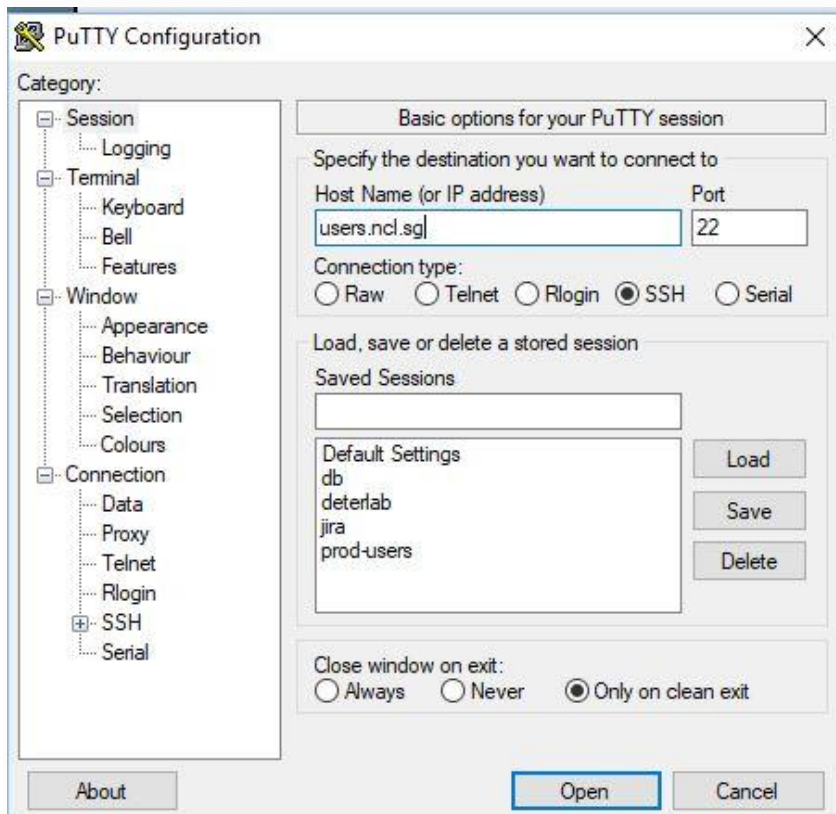 PuTTY Configuration
Category:
Session
Logging
Terminal
Keyboard
Bell
Features
Window
Appearance
Behaviour
Translation
Selection
Colours
Connection
Data
Proxy
Telnet
Rlogin
SSH
Serial
Basic options for your PuTTY session
Specify the destination you want to connect to
Host Name (or IP address) Port
users.ncl.sg 22
Connection type:
Raw Telnet Rlogin SSH Serial
Load, save or delete a stored session
Saved Sessions
Default Settings
db
deterlab
jira
prod-users
Load
Save
Delete
Close window on exit:
Always Never Only on clean exit
About Open Cancel